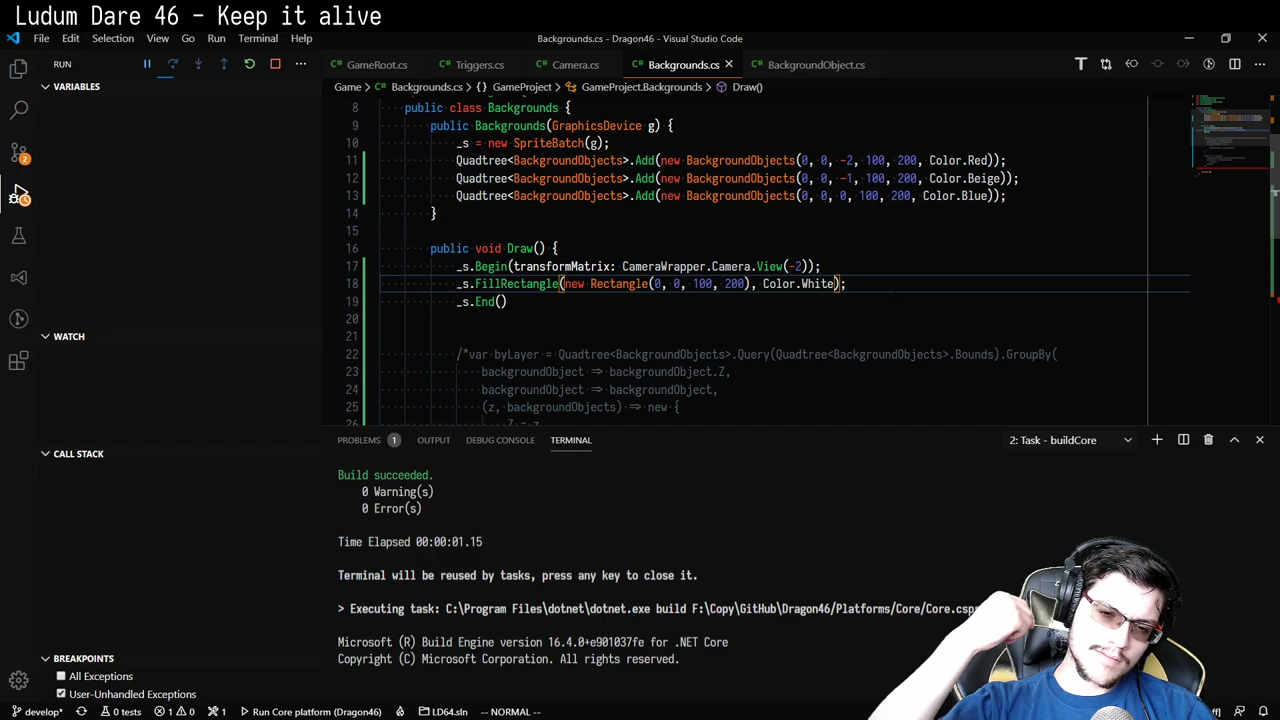 Ludum Dare 46 - Keep it alive
File Edit Selection View Go Run Terminal Help
Backgrounds.cs - Dragon46 - Visual Studio Code
RUN
GameRoot.cs Triggers.cs Camera.cs Backgrounds.cs BackgroundObject.cs
VARIABLES
Game > Backgrounds.cs > {} GameProject > GameProject.Backgrounds > Draw()
8 public class Backgrounds {
9 public Backgrounds(GraphicsDevice g) {
10 _s = new SpriteBatch(g);
11 Quadtree<BackgroundObjects>.Add(new BackgroundObjects(0, 0, -2, 100, 200, Color.Red));
12 Quadtree<BackgroundObjects>.Add(new BackgroundObjects(0, 0, -1, 100, 200, Color.Beige));
13 Quadtree<BackgroundObjects>.Add(new BackgroundObjects(0, 0, 0, 100, 200, Color.Blue));
14 }
15
16 public void Draw() {
17 _s.Begin(transformMatrix: CameraWrapper.Camera.View(-2));
18 _s.FillRectangle(new Rectangle(0, 0, 100, 200), Color.White);
19 _s.End()
20
21
22 /*var byLayer = Quadtree<BackgroundObjects>.Query(Quadtree<BackgroundObjects>.Bounds).GroupBy(
23 backgroundObject => backgroundObject.Z,
24 backgroundObject => backgroundObject,
25 (z, backgroundObjects) => new {
26 Z = z,
WATCH
CALL STACK
PROBLEMS 1 OUTPUT DEBUG CONSOLE TERMINAL
2: Task - buildCore
Build succeeded.
0 Warning(s)
0 Error(s)
Time Elapsed 00:00:01.15
Terminal will be reused by tasks, press any key to close it.
> Executing task: C:\Program Files\dotnet\dotnet.exe build F:\Copy\GitHub\Dragon46/Platforms/Core/Core.csp
Microsoft (R) Build Engine version 16.4.0+e901037fe for .NET Core
Copyright (C) Microsoft Corporation. All rights reserved.
BREAKPOINTS
All Exceptions
User-Unhandled Exceptions
develop* 0 tests 1 0 1 Run Core platform (Dragon46) LD64.sln -- NORMAL --